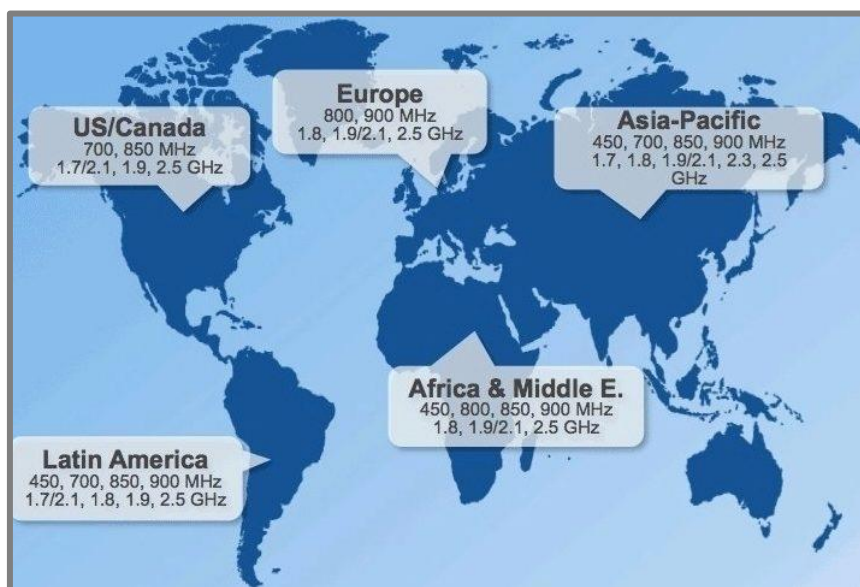 Europe
800, 900 MHz
1.8, 1.9/2.1, 2.5 GHz
US/Canada
700, 850 MHz
1.7/2.1, 1.9, 2.5 GHz
Asia-Pacific
450, 700, 850, 900 MHz
1.7, 1.8, 1.9/2.1, 2.3, 2.5
GHz
Africa & Middle E.
450, 800, 850, 900 MHz
1.8, 1.9/2.1, 2.5 GHz
Latin America
450, 700, 850, 900 MHz
1.7/2.1, 1.8, 1.9, 2.5 GHz